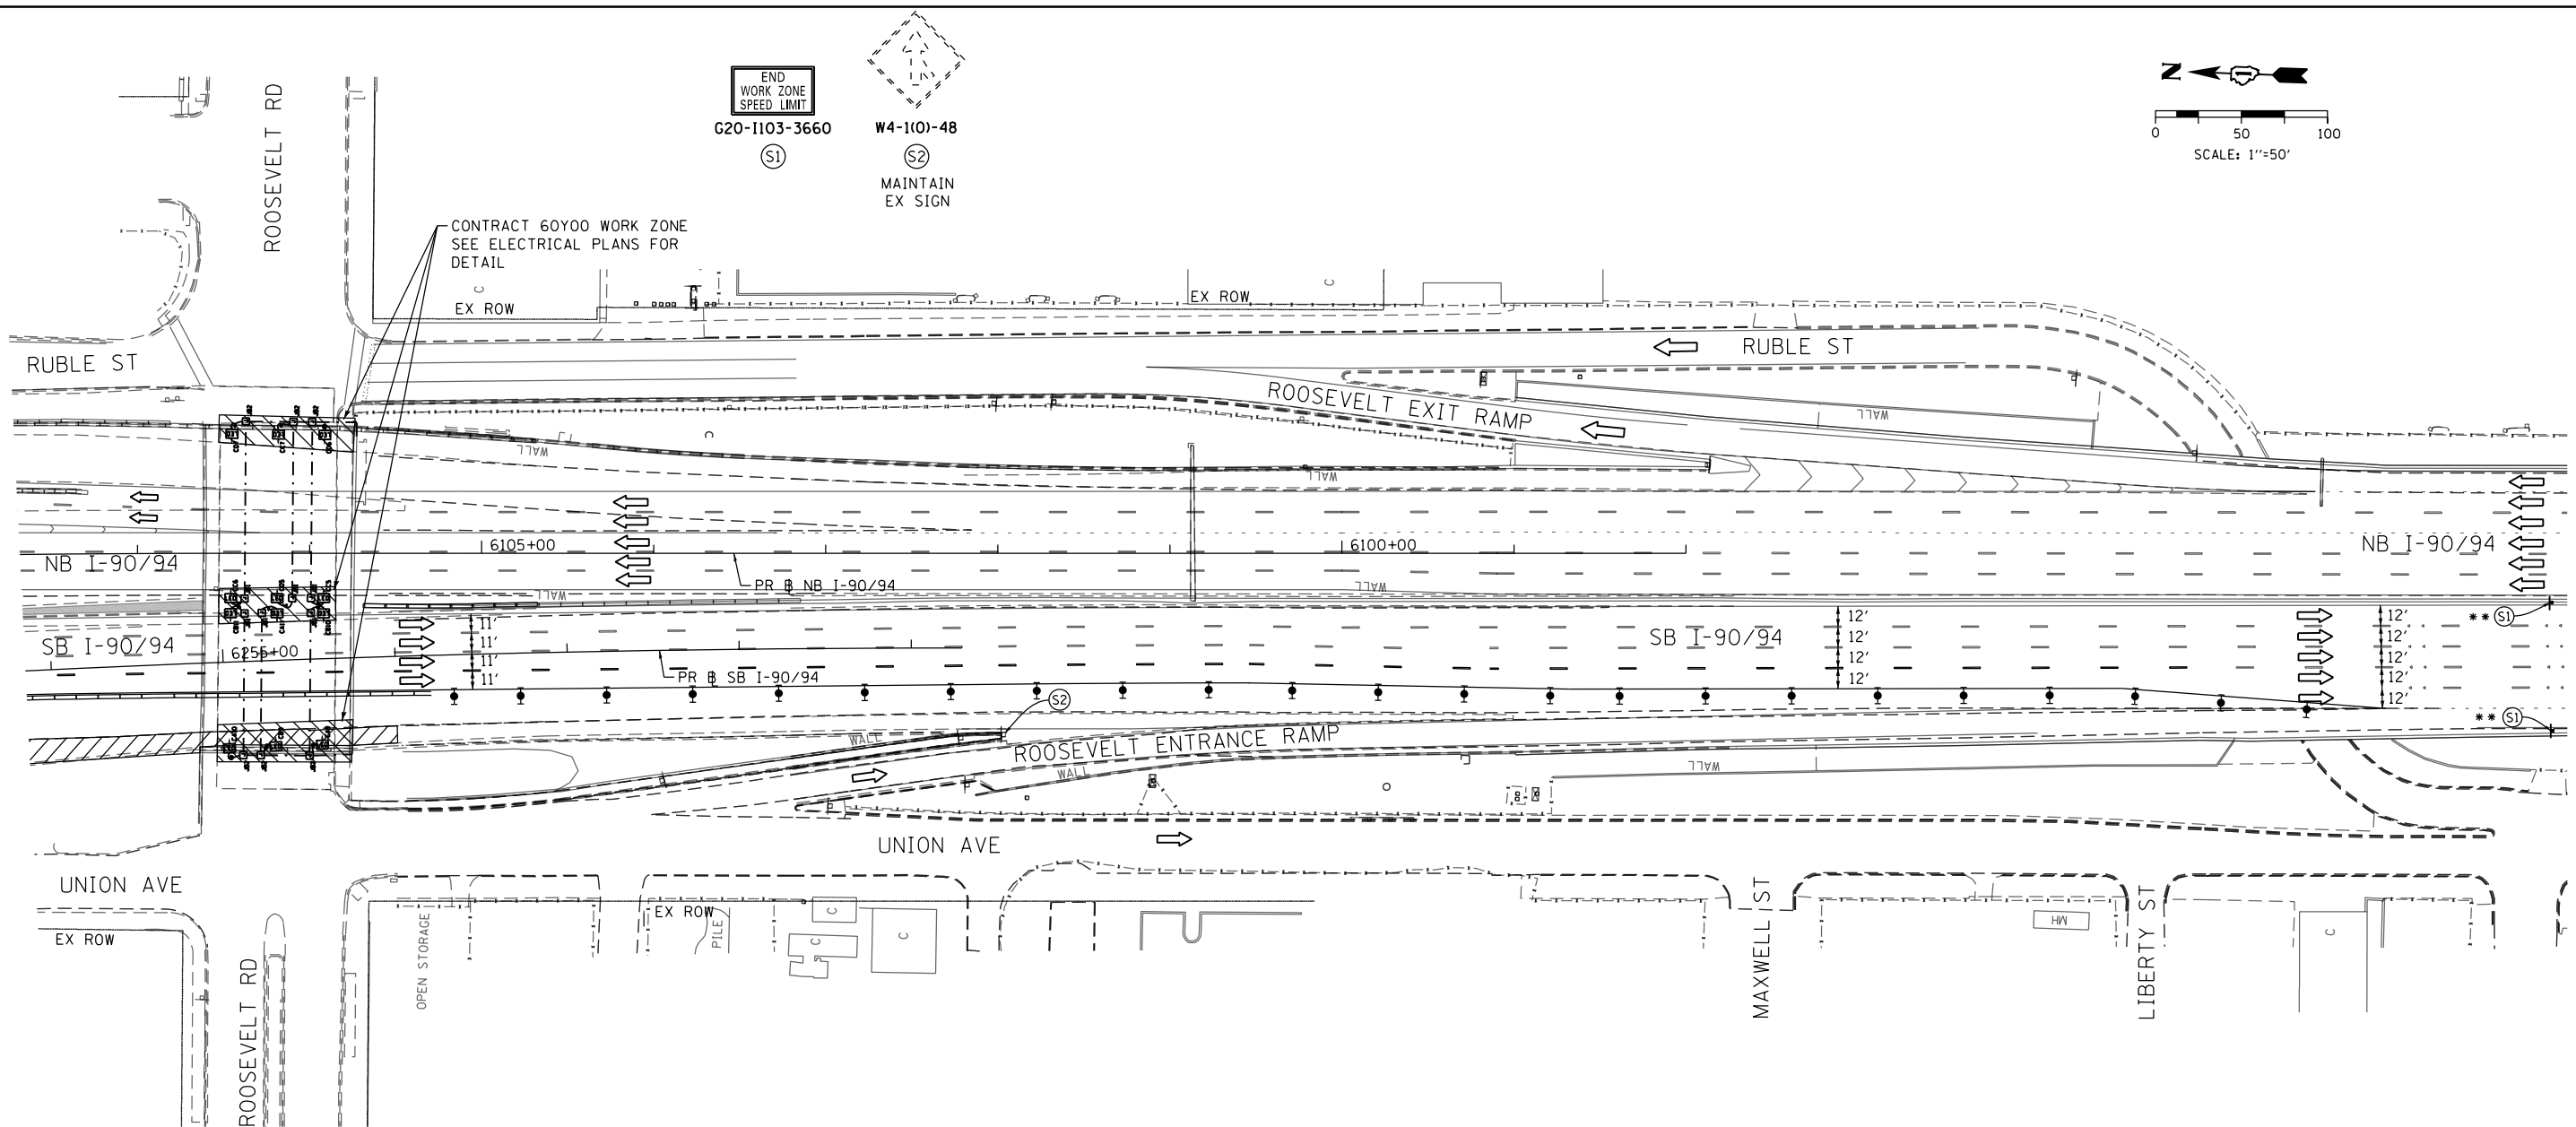 END
WORK ZONE
SPEED LIMIT
G20-I103-3660
S1
W4-1(O)-48
S2
MAINTAIN
EX SIGN
N
0 50 100
SCALE: 1''=50'
ROOSEVELT RD
CONTRACT 60Y00 WORK ZONE
SEE ELECTRICAL PLANS FOR
DETAIL
C
C
EX ROW
EX ROW
RUBLE ST
RUBLE ST
ROOSEVELT EXIT RAMP
WALL
WALL
WALL
NB I-90/94
6105+00
6100+00
NB I-90/94
PR B NB I-90/94
WALL
WALL
SB I-90/94
6255+00
11'
11'
11'
11'
PR B SB I-90/94
SB I-90/94
12'
12'
12'
12'
12'
12'
12'
12'
** S1
** S1
S2
WALL
ROOSEVELT ENTRANCE RAMP
WALL
WALL
UNION AVE
UNION AVE
EX ROW
EX ROW
OPEN STORAGE
PILE
C
C
C
MH
C
MAXWELL ST
LIBERTY ST
ROOSEVELT RD